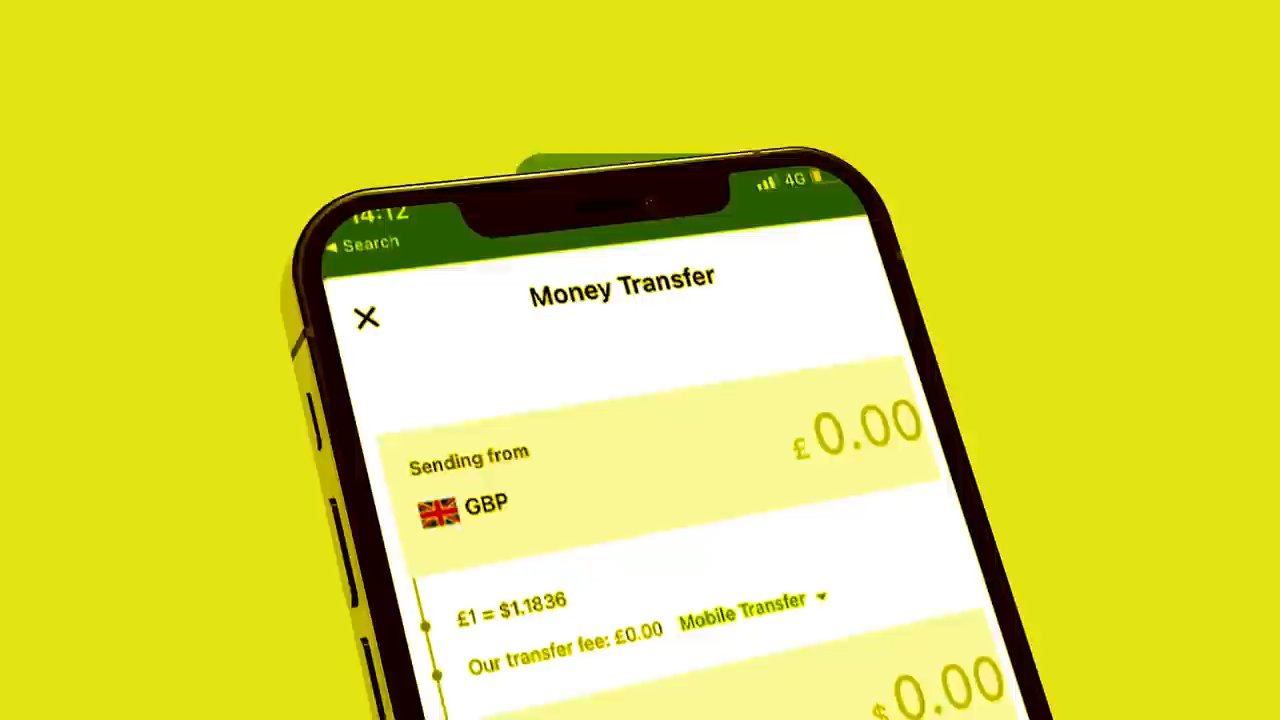 14:12
4G
◀ Search
Money Transfer
Sending from
£ 0.00
GBP
£1 = $1.1836
Our transfer fee: £0.00 Mobile Transfer
$ 0.00